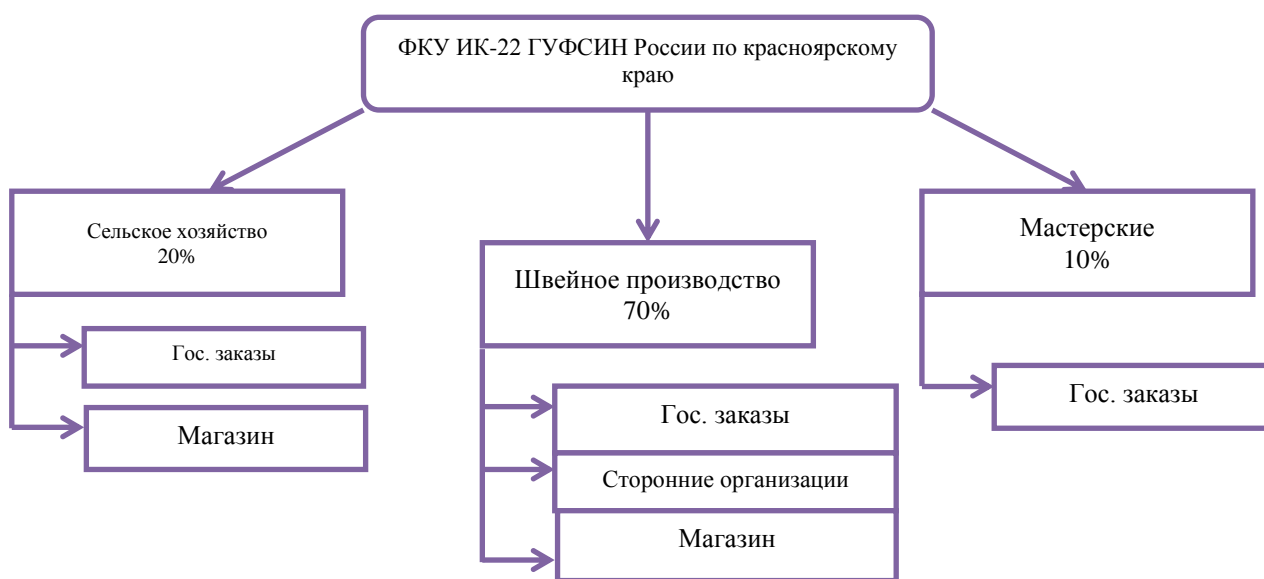 ФКУ ИК-22 ГУФСИН России по красноярскому
краю
Сельское хозяйство
20%
Гос. заказы
Магазин
Швейное производство
70%
Гос. заказы
Сторонние организации
Магазин
Мастерские
10%
Гос. заказы